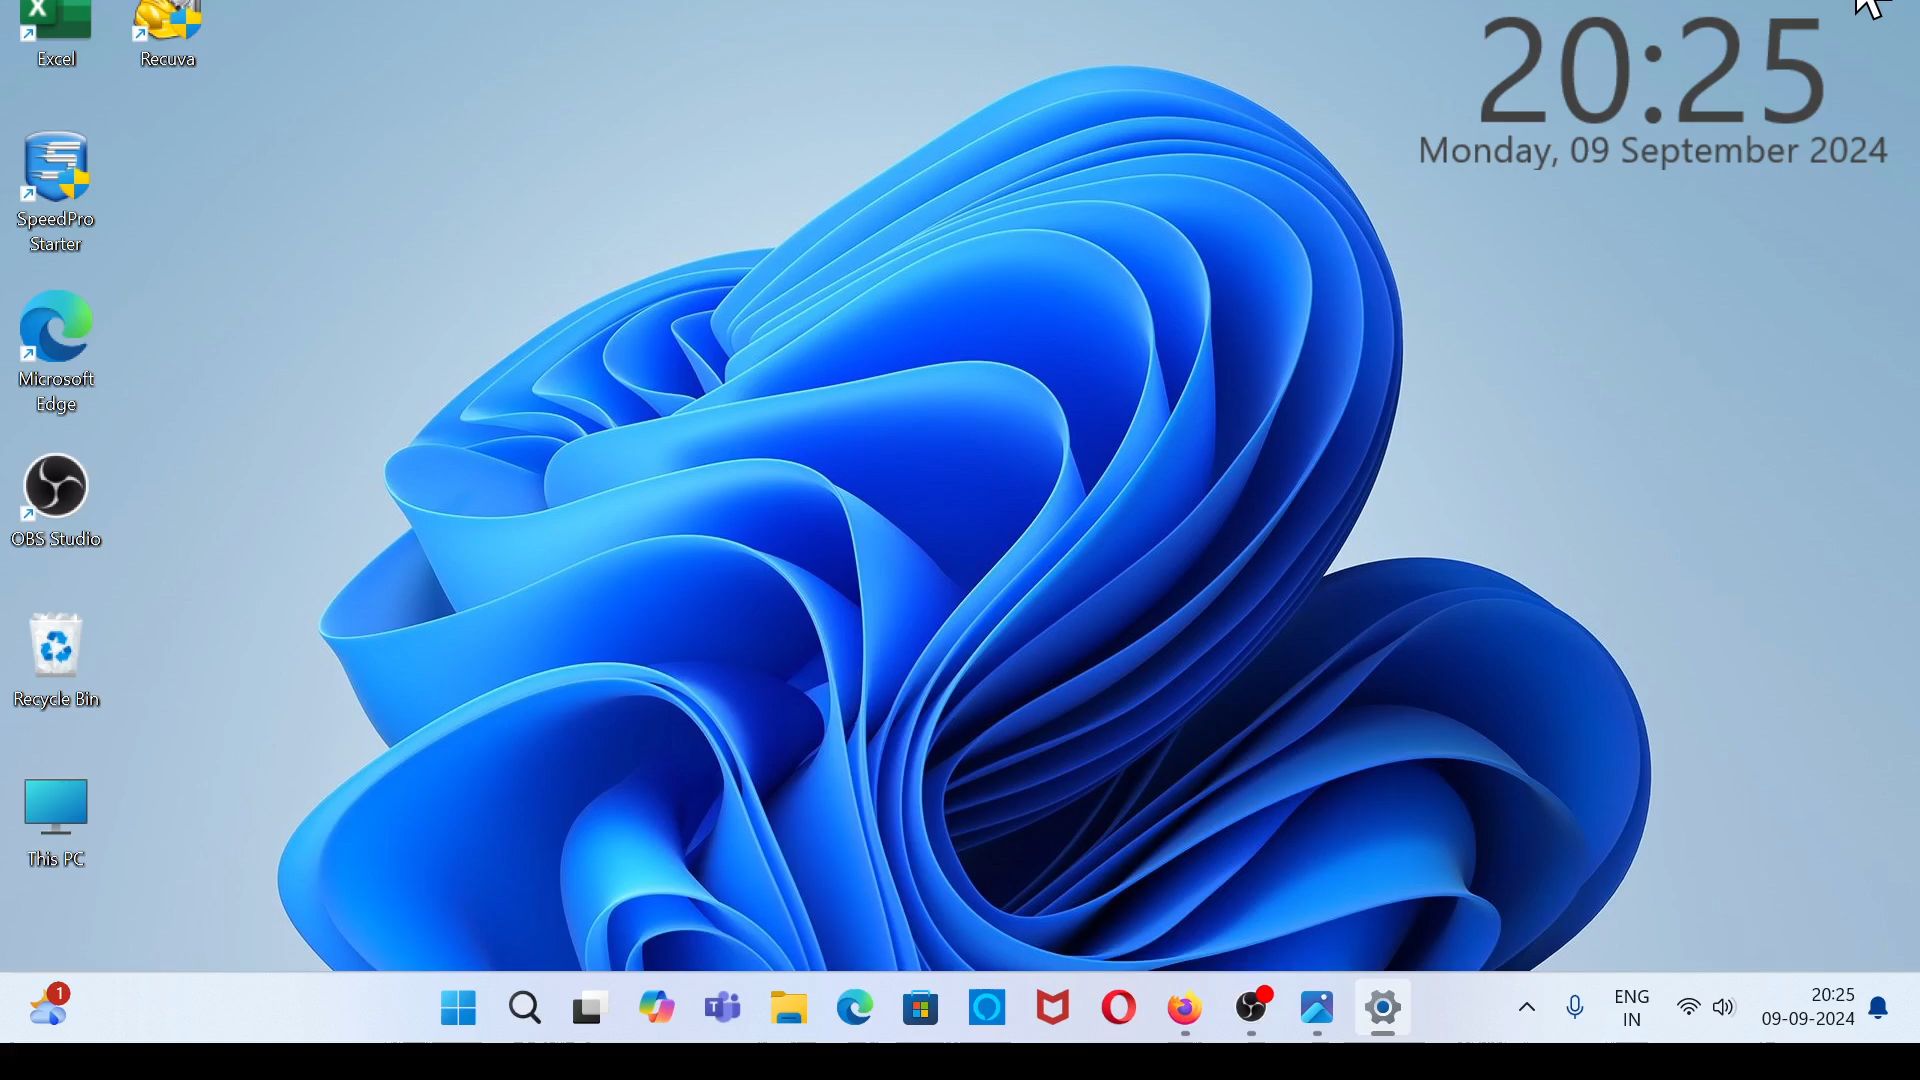 Excel
Recuva
20:25
Monday, 09 September 2024
SpeedPro
Starter
Microsoft
Edge
OBS Studio
Recycle Bin
This PC
1
ENG
IN
20:25
09-09-2024